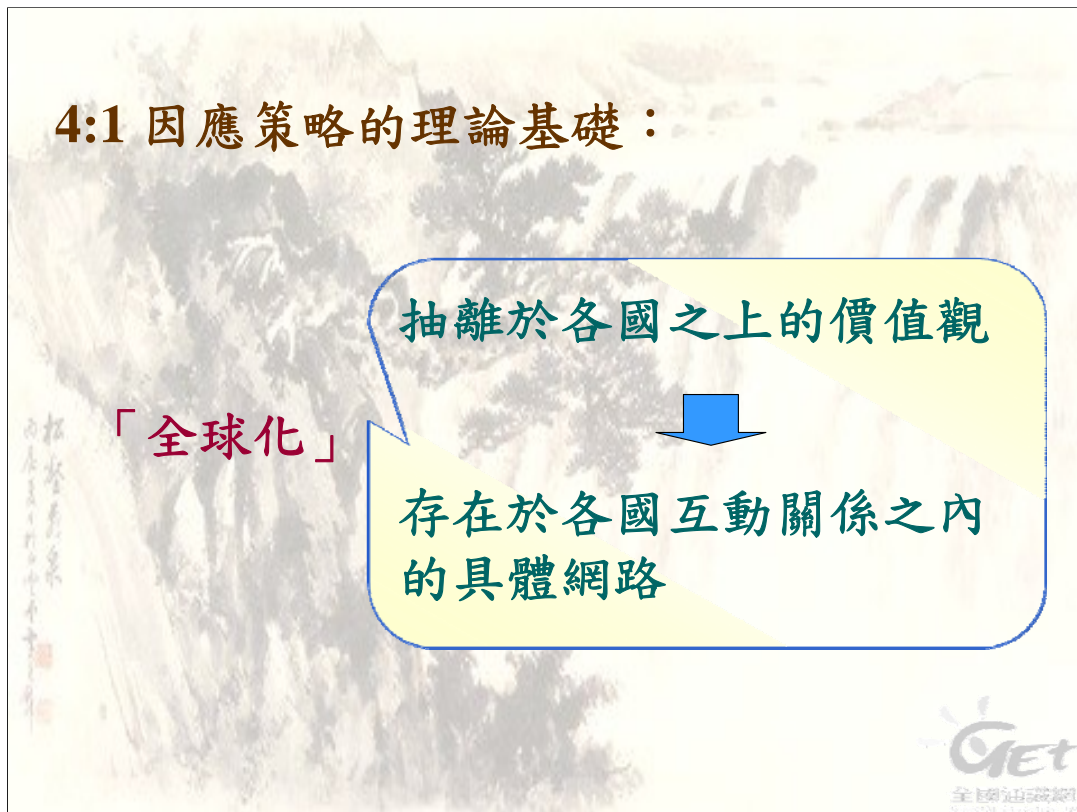 4:1 因應策略的理論基礎：
抽離於各國之上的價值觀
「全球化」
存在於各國互動關係之內
的具體網路
GET